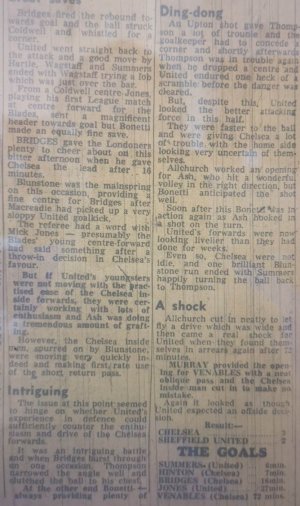 Bridges fired the rebound to-
wards goal and the ball struck
Coldwell and whistled for a
corner.
United went straight back to
the attack and a good move by
Hartle, Wagstaff and Summers
ended with Wagstaff trying a lob
which was just over the bar.
From a Coldwell centre Jones,
playing his first League match
at centre forward for the
Blades, sent a magnificent
header towards goal but Bonetti
made an equally fine save.
BRIDGES gave the Londoners
plenty to cheer about on this
bitter afternoon when he gave
Chelsea the lead after 16
minutes.
Blunstone was the mainspring
on this occasion, providing a
fine centre for Bridges after
Mccreadie had picked up a very
sloppy United goalkick.
The referee had a word with
Mick Jones — presumably the
Blades' young centre-forward
had said something after a
throw-in decision in Chelsea's
favour.
But if United's youngsters
were not moving with the prac-
tised ease of the Chelsea in-
side forwards, they were cer-
tainly working with lots of
enthusiasm and Ash was doing
a tremendous amount of graft-
ing.
However, the Chelsea inside
men, spurred on by Blunstone,
were moving very quickly in-
deed and making first rate use
of the short return pass.
Intriguing
The issue at this point seemed
to hinge on whether United's
experience in defence could
sufficiently counter the enthu-
siasm and drive of the Chelsea
forwards.
It was an intriguing battle
and when Bridges burst through
on one occasion, Thompson
narrowed the angle well and
clutched the ball to his chest.
At the other end Bonetti —
always providing plenty of
Ding-dong
An Upton shot gave Thomp-
son a lot of trouble and the
goalkeeper had to concede a
corner and shortly afterwards
Thompson was in trouble again
when he dropped a centre and
United endured one heck of a
scramble before the danger was
cleared.
But, despite this, United
looked the better attacking
force in this half.
They were faster to the ball
and were giving Chelsea a lot
of trouble, with the home side
looking very uncertain of them-
selves.
Allchurch worked an opening
for Ash, who hit a wonderful
volley in the right direction, but
Bonetti anticipated the shot
well.
Soon after this Bonetti was in
action again as Ash hooked in
a shot on the turn.
United's forwards were now
looking livelier than they had
done for weeks.
Even so, Chelsea were not
idle and one brilliant Blun-
stone run ended with Summers
happily turning the ball back
to Thompson.
A shock
Allchurch cut in neatly to let
fly a drive which was wide and
then came a real shock for
United when they found them-
selves in arrears again after 72
minutes.
MURRAY provided the open-
ing for VENABLES with a neat
oblique pass and the Chelsea
inside man cut in to make no
mistake.
Again it looked as though
United expected an offside deci-
sion.
Result:—
CHELSEA 3
SHEFFIELD UNITED 2
THE GOALS
SUMMERS (United) 6min.
HINTON (Chelsea) 7min.
BRIDGES (Chelsea) 16min.
JONES (United) 37min.
VENABLES (Chelsea) 72 mins.